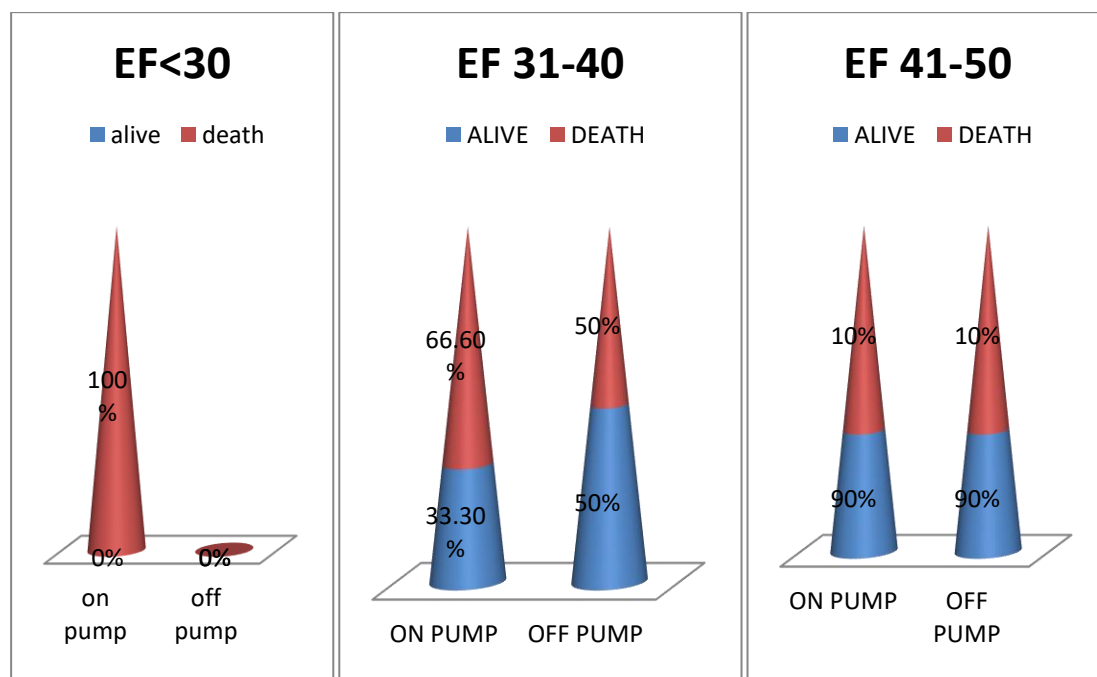 EF<30
alive death
100
%
0%
0%
on
pump
off
pump
EF 31-40
ALIVE DEATH
66.60
%
50%
33.30
%
50%
ON PUMP OFF PUMP
EF 41-50
ALIVE DEATH
10% 10%
90% 90%
ON PUMP
OFF
PUMP